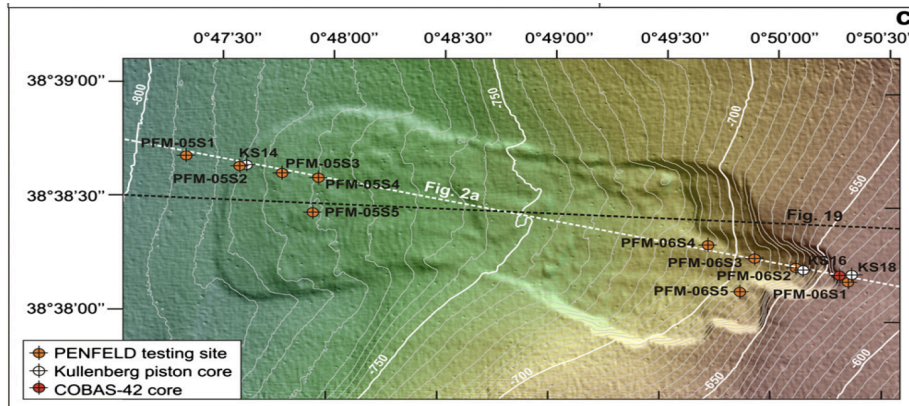 C
0°47'30'' 0°48'00'' 0°48'30'' 0°49'00'' 0°49'30'' 0°50'00'' 0°50'30''
38°39'00''
38°38'30''
38°38'00''
-800
-750
-700
-650
PFM-05S1
KS14
PFM-05S2
PFM-05S3
PFM-05S4
PFM-05S5
Fig. 2a
Fig. 19
PFM-06S4
PFM-06S3
KS16
PFM-06S2
KS18
PFM-06S5
PFM-06S1
-750
-700
-650
-600
PENFELD testing site
Kullenberg piston core
COBAS-42 core